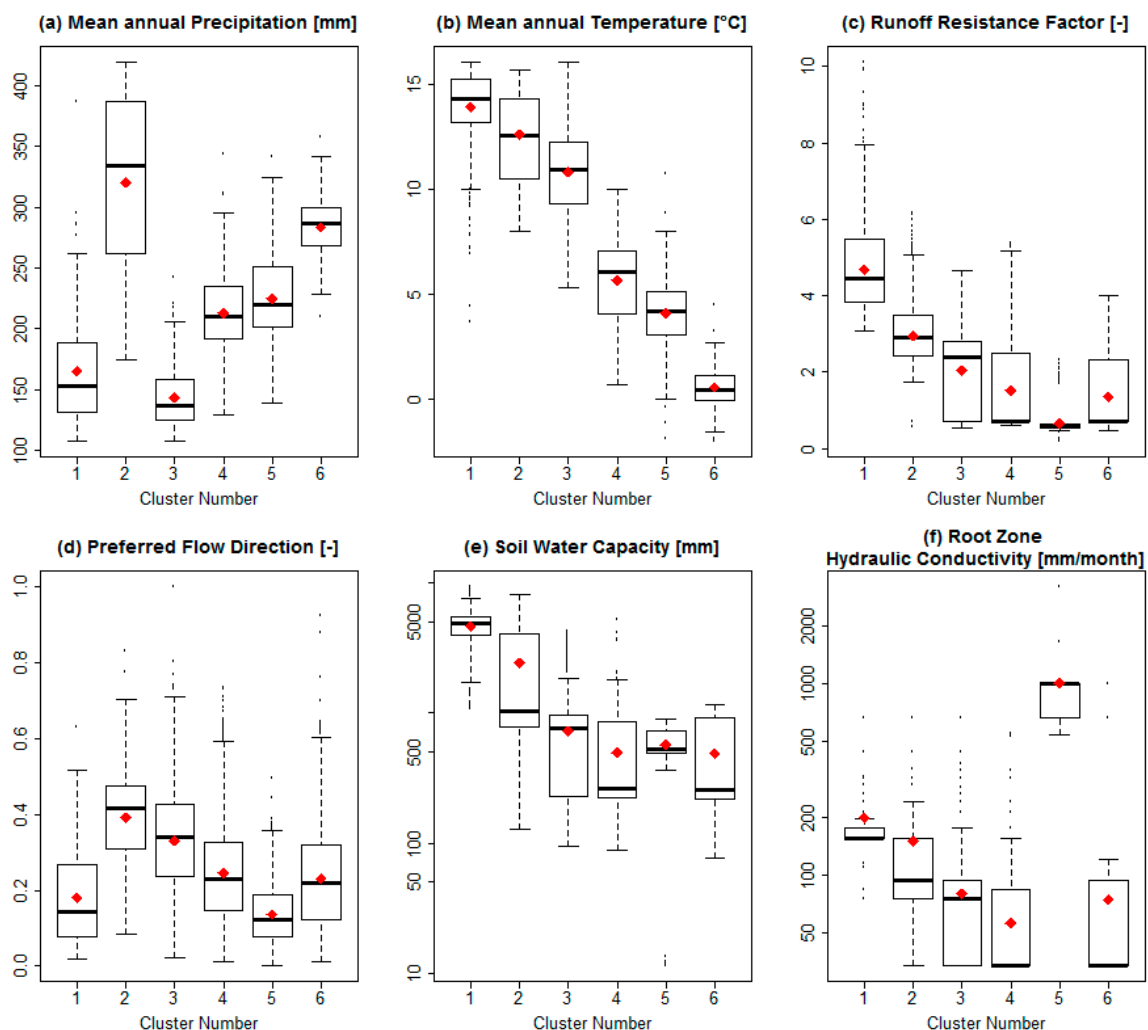 (a) Mean annual Precipitation [mm]
400
350
300
250
200
150
100
1 2 3 4 5 6
Cluster Number
(b) Mean annual Temperature [°C]
15
10
5
0
1 2 3 4 5 6
Cluster Number
(c) Runoff Resistance Factor [-]
10
8
6
4
2
0
1 2 3 4 5 6
Cluster Number
(d) Preferred Flow Direction [-]
1.0
0.8
0.6
0.4
0.2
0.0
1 2 3 4 5 6
Cluster Number
(e) Soil Water Capacity [mm]
5000
500
100
50
10
1 2 3 4 5 6
Cluster Number
(f) Root Zone
Hydraulic Conductivity [mm/month]
2000
1000
500
200
100
50
1 2 3 4 5 6
Cluster Number